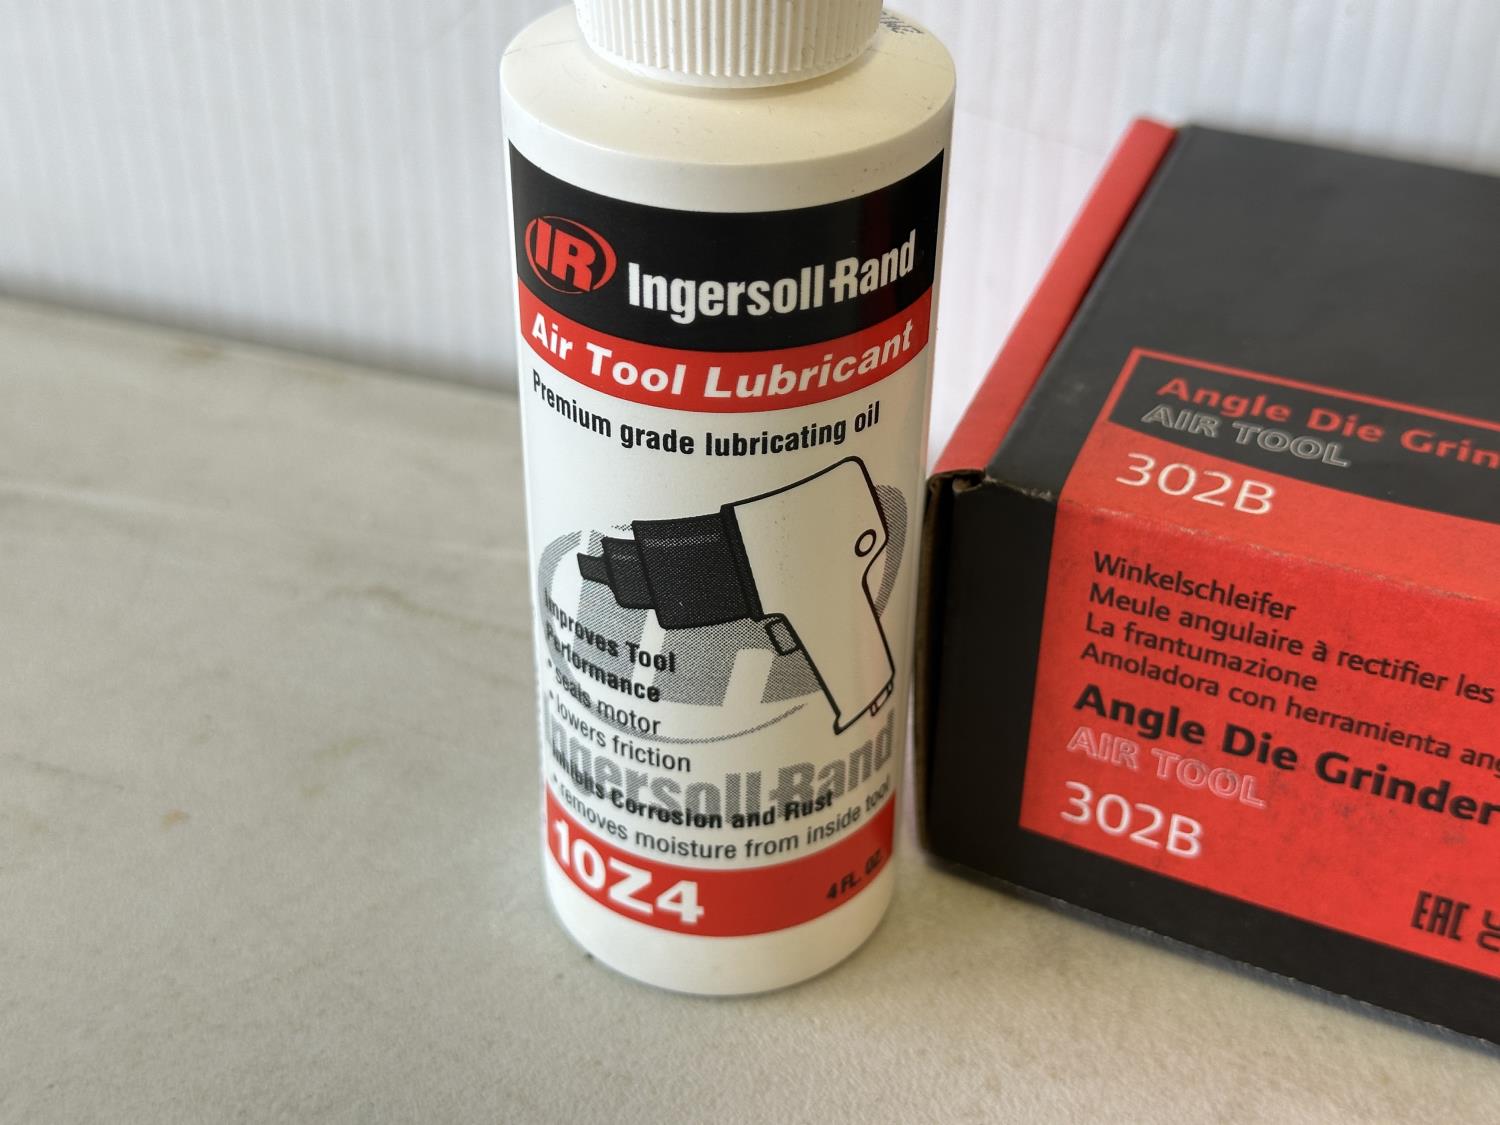 IR Ingersoll-Rand
Air Tool Lubricant
Premium grade lubricating oil
Improves Tool
Performance
• seals motor
• lowers friction
Ingersoll-Rand
Inhibits Corrosion and Rust
• removes moisture from inside tool
10Z4
4 FL. OZ.
Angle Die Grin
AIR TOOL
302B
Winkelschleifer
Meule angulaire à rectifier les
La frantumazione
Amoladora con herramienta ang
Angle Die Grinder
AIR TOOL
302B
EAC